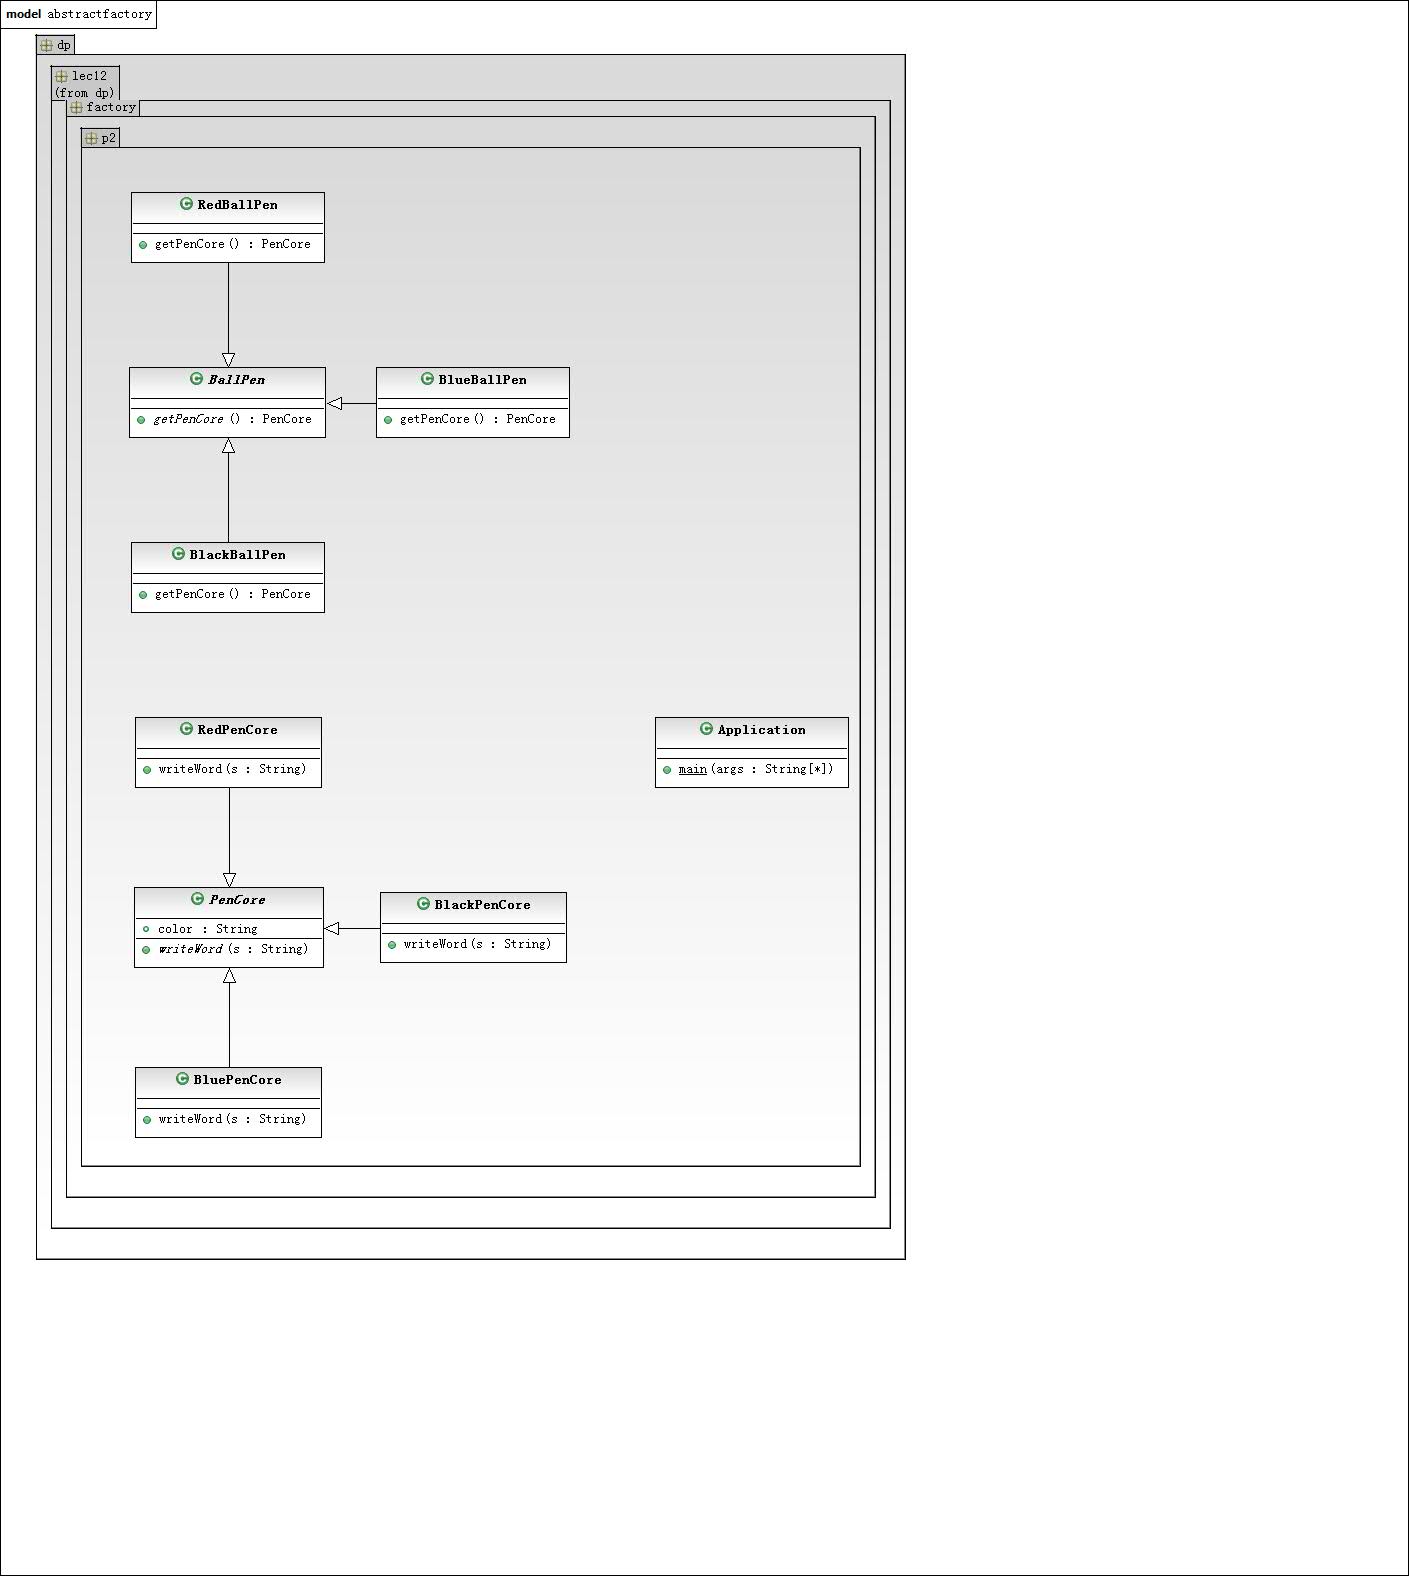 model abstractfactory
dp
lec12
(from dp)
factory
p2
RedBallPen
getPenCore() : PenCore
BallPen
getPenCore() : PenCore
BlueBallPen
getPenCore() : PenCore
BlackBallPen
getPenCore() : PenCore
RedPenCore
writeWord(s : String)
Application
main(args : String[*])
PenCore
color : String
writeWord(s : String)
BlackPenCore
writeWord(s : String)
BluePenCore
writeWord(s : String)